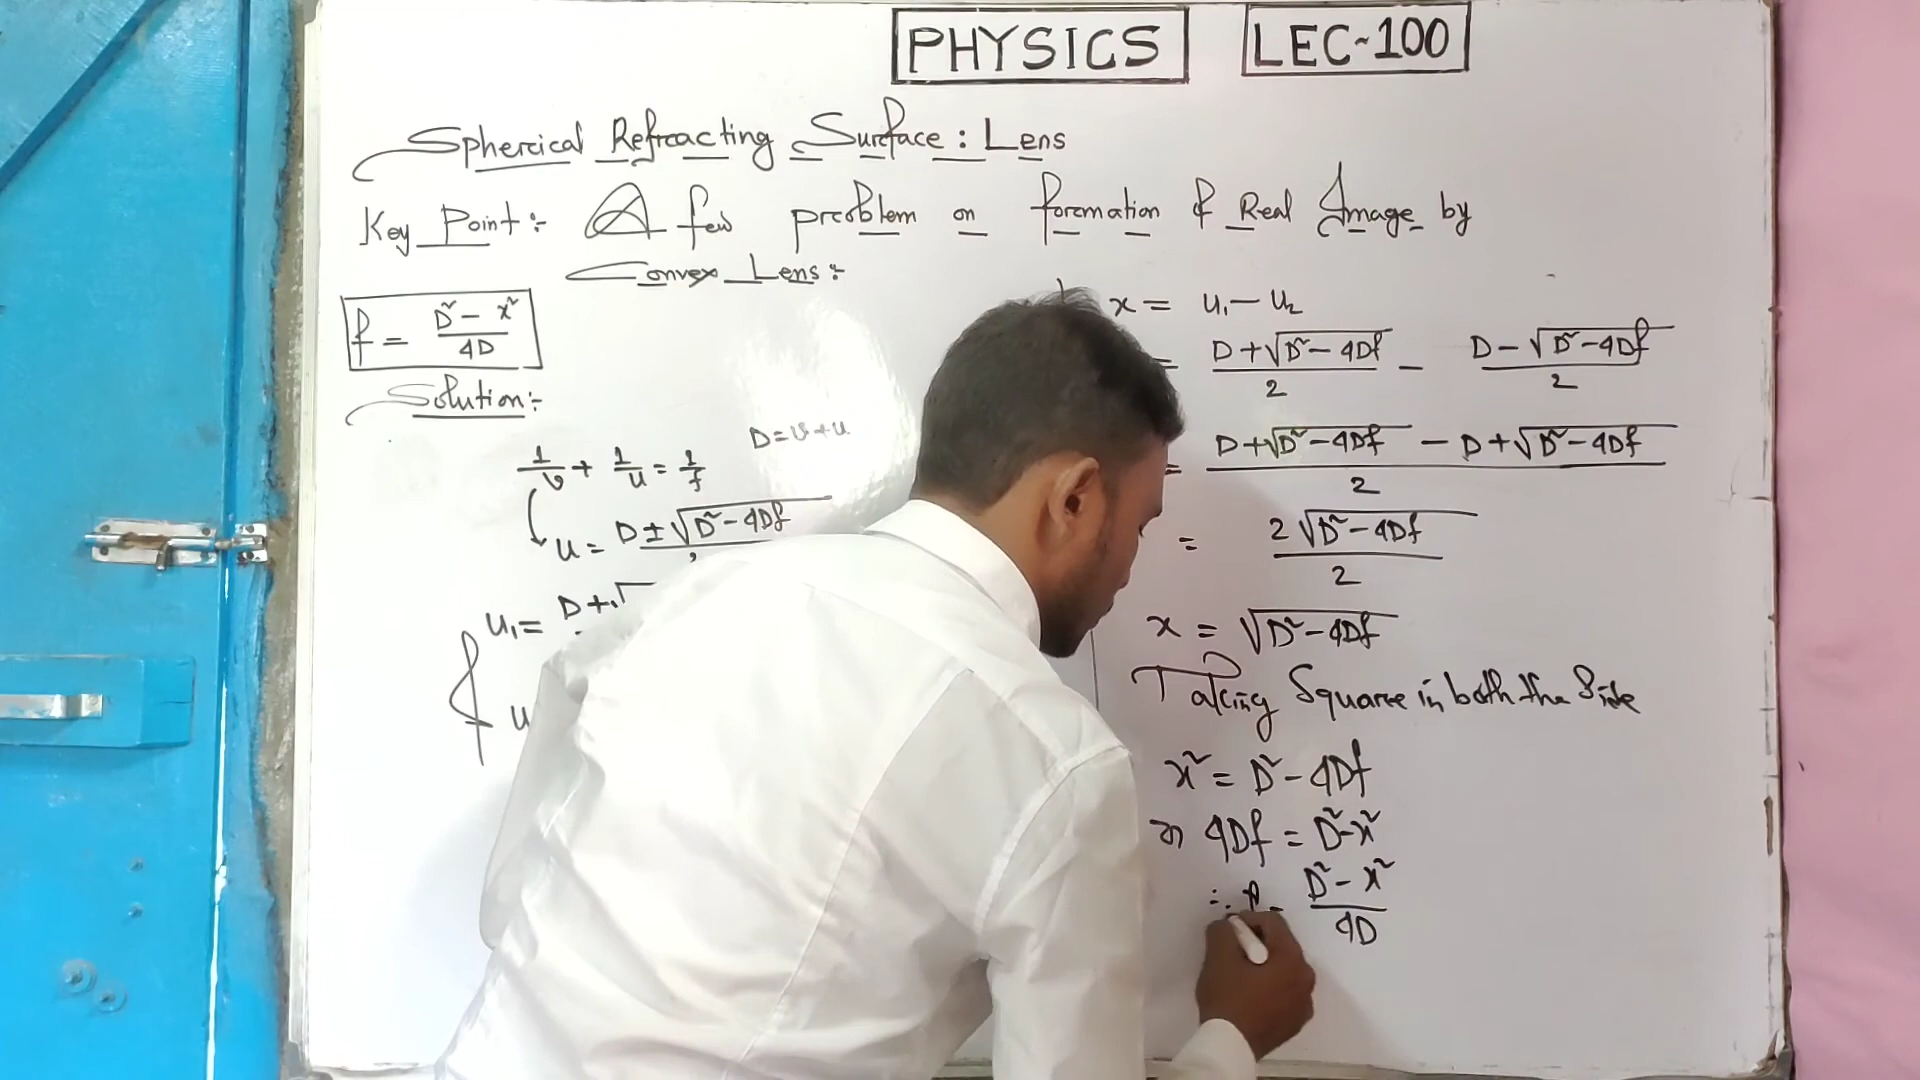 PHYSICS LEC-100
Spherical Refracting Surface: Lens
Key Point:- A few problem on formation of Real Image by
Convex Lens:-
f = D² - x² / 4D
Solution:-
D = v + u
1/v + 1/u = 1/f
u = D ± √D² - 4Df
u₁ = D + √
u
x = u₁ - u₂
= D + √D² - 4Df / 2 - D - √D² - 4Df / 2
= D + √D² - 4Df - D + √D² - 4Df / 2
= 2√D² - 4Df / 2
x = √D² - 4Df
Taking Square in both the Side
x² = D² - 4Df
বা 4Df = D² - x²
∴ f = D² - x² / 4D